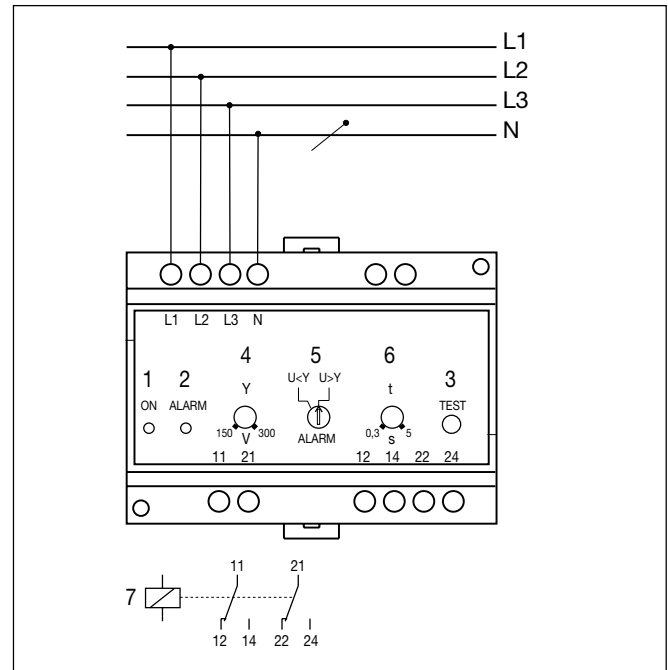 L1
L2
L3
N
L1 L2 L3 N
4 5 6
1 2 Y U<Y U>Y t 3
ON ALARM TEST
150 V 300 ALARM 0,3 s 5
11 21 12 14 22 24
11 21
7
12 14 22 24